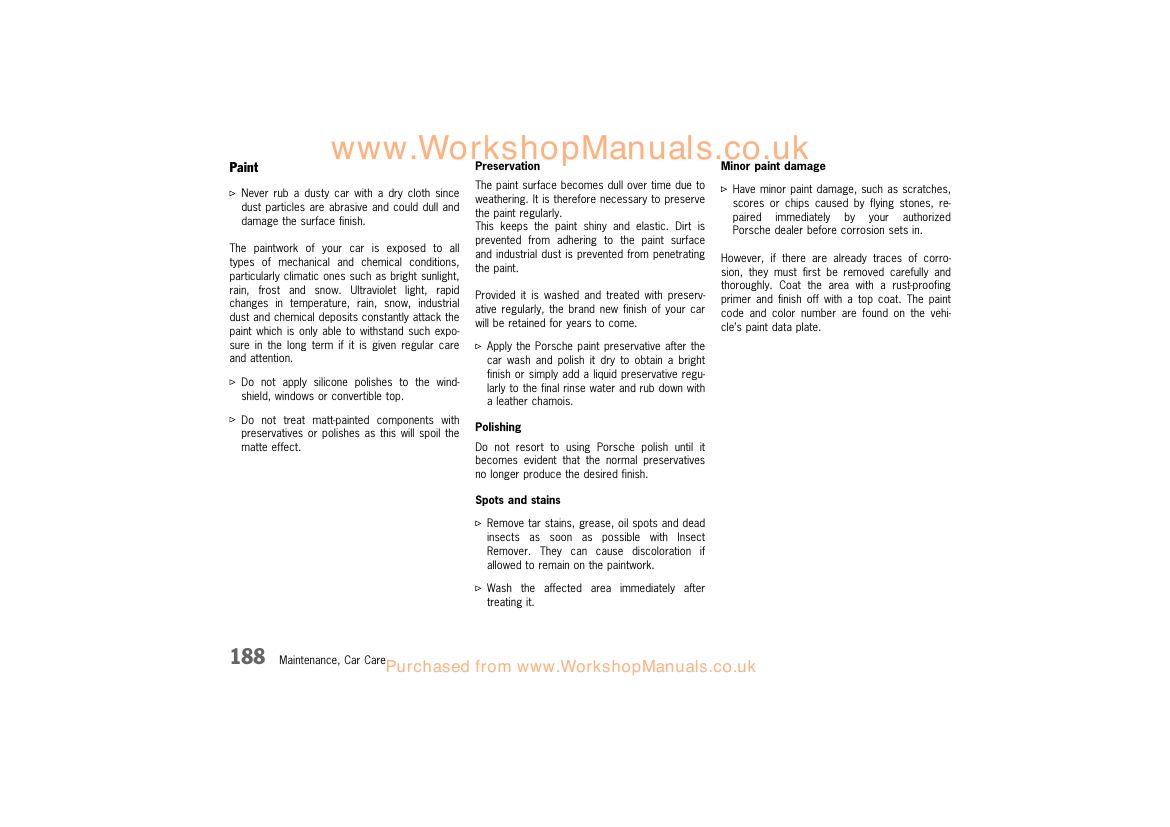 www.WorkshopManuals.co.uk
Paint
▷ Never rub a dusty car with a dry cloth since
dust particles are abrasive and could dull and
damage the surface finish.
The paintwork of your car is exposed to all
types of mechanical and chemical conditions,
particularly climatic ones such as bright sunlight,
rain, frost and snow. Ultraviolet light, rapid
changes in temperature, rain, snow, industrial
dust and chemical deposits constantly attack the
paint which is only able to withstand such expo-
sure in the long term if it is given regular care
and attention.
▷ Do not apply silicone polishes to the wind-
shield, windows or convertible top.
▷ Do not treat matt-painted components with
preservatives or polishes as this will spoil the
matte effect.
Preservation
The paint surface becomes dull over time due to
weathering. It is therefore necessary to preserve
the paint regularly.
This keeps the paint shiny and elastic. Dirt is
prevented from adhering to the paint surface
and industrial dust is prevented from penetrating
the paint.
Provided it is washed and treated with preserv-
ative regularly, the brand new finish of your car
will be retained for years to come.
▷ Apply the Porsche paint preservative after the
car wash and polish it dry to obtain a bright
finish or simply add a liquid preservative regu-
larly to the final rinse water and rub down with
a leather chamois.
Polishing
Do not resort to using Porsche polish until it
becomes evident that the normal preservatives
no longer produce the desired finish.
Spots and stains
▷ Remove tar stains, grease, oil spots and dead
insects as soon as possible with Insect
Remover. They can cause discoloration if
allowed to remain on the paintwork.
▷ Wash the affected area immediately after
treating it.
Minor paint damage
▷ Have minor paint damage, such as scratches,
scores or chips caused by flying stones, re-
paired immediately by your authorized
Porsche dealer before corrosion sets in.
However, if there are already traces of corro-
sion, they must first be removed carefully and
thoroughly. Coat the area with a rust-proofing
primer and finish off with a top coat. The paint
code and color number are found on the vehi-
cle's paint data plate.
188 Maintenance, Car Care
Purchased from www.WorkshopManuals.co.uk